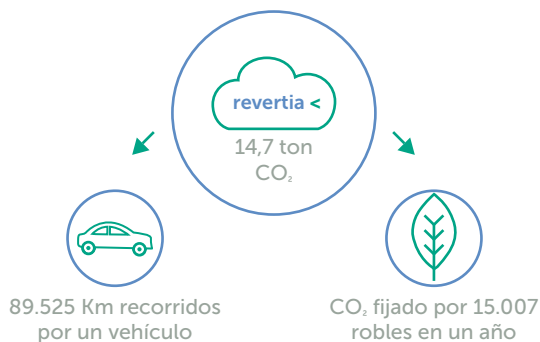 revertia <
14,7 ton
CO₂
89.525 Km recorridos
por un vehículo
CO₂ fijado por 15.007
robles en un año